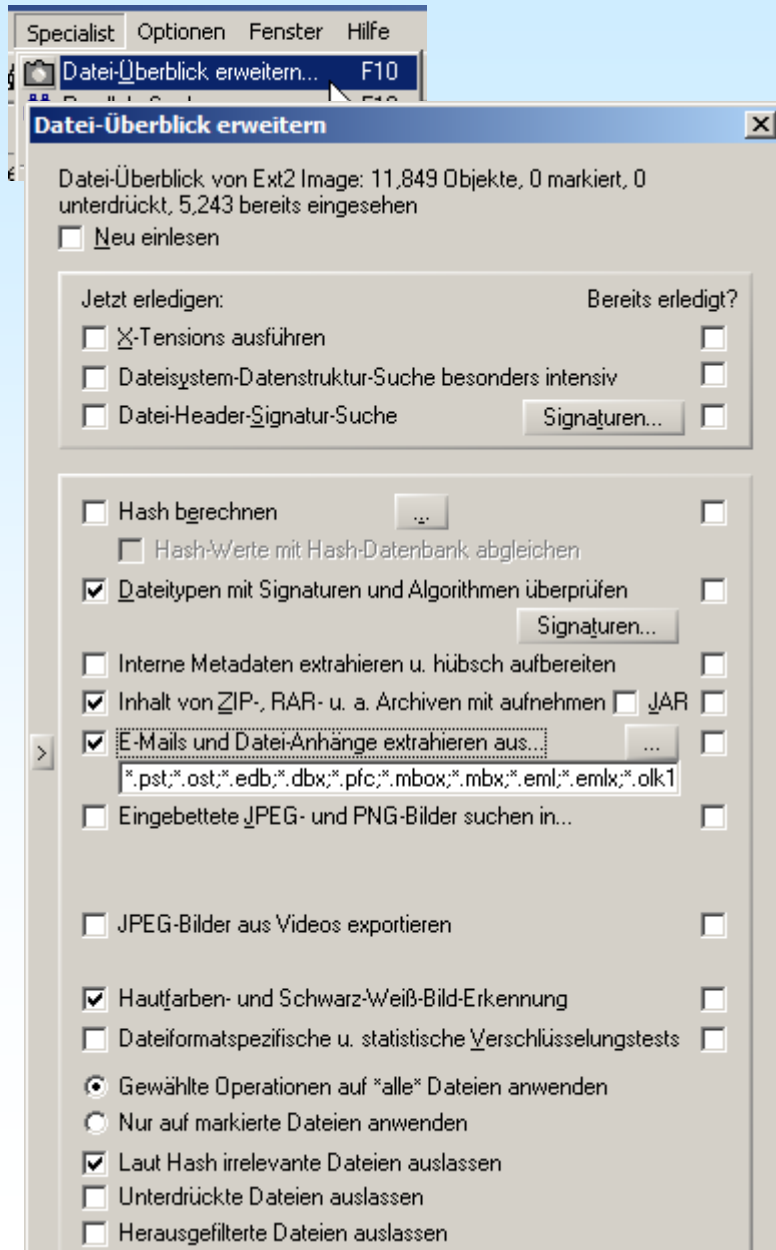 Specialist Optionen Fenster Hilfe
Datei-Überblick erweitern... F10
Datei-Überblick erweitern
Datei-Überblick von Ext2 Image: 11,849 Objekte, 0 markiert, 0
unterdrückt, 5,243 bereits eingesehen
Neu einlesen
Jetzt erledigen: Bereits erledigt?
X-Tensions ausführen
Dateisystem-Datenstruktur-Suche besonders intensiv
Datei-Header-Signatur-Suche Signaturen...
Hash berechnen ...
Hash-Werte mit Hash-Datenbank abgleichen
Dateitypen mit Signaturen und Algorithmen überprüfen
Signaturen...
Interne Metadaten extrahieren u. hübsch aufbereiten
Inhalt von ZIP-, RAR- u. a. Archiven mit aufnehmen JAR
> E-Mails und Datei-Anhänge extrahieren aus... ...
*.pst;*.ost;*.edb;*.dbx;*.pfc;*.mbox;*.mbx;*.eml;*.emlx;*.olk1
Eingebettete JPEG- und PNG-Bilder suchen in...
JPEG-Bilder aus Videos exportieren
Hautfarben- und Schwarz-Weiß-Bild-Erkennung
Dateiformatspezifische u. statistische Verschlüsselungstests
Gewählte Operationen auf *alle* Dateien anwenden
Nur auf markierte Dateien anwenden
Laut Hash irrelevante Dateien auslassen
Unterdrückte Dateien auslassen
Herausgefilterte Dateien auslassen